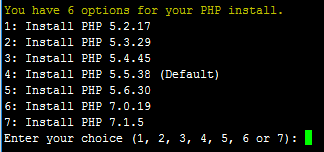 You have 6 options for your PHP install.
1: Install PHP 5.2.17
2: Install PHP 5.3.29
3: Install PHP 5.4.45
4: Install PHP 5.5.38 (Default)
5: Install PHP 5.6.30
6: Install PHP 7.0.19
7: Install PHP 7.1.5
Enter your choice (1, 2, 3, 4, 5, 6 or 7):